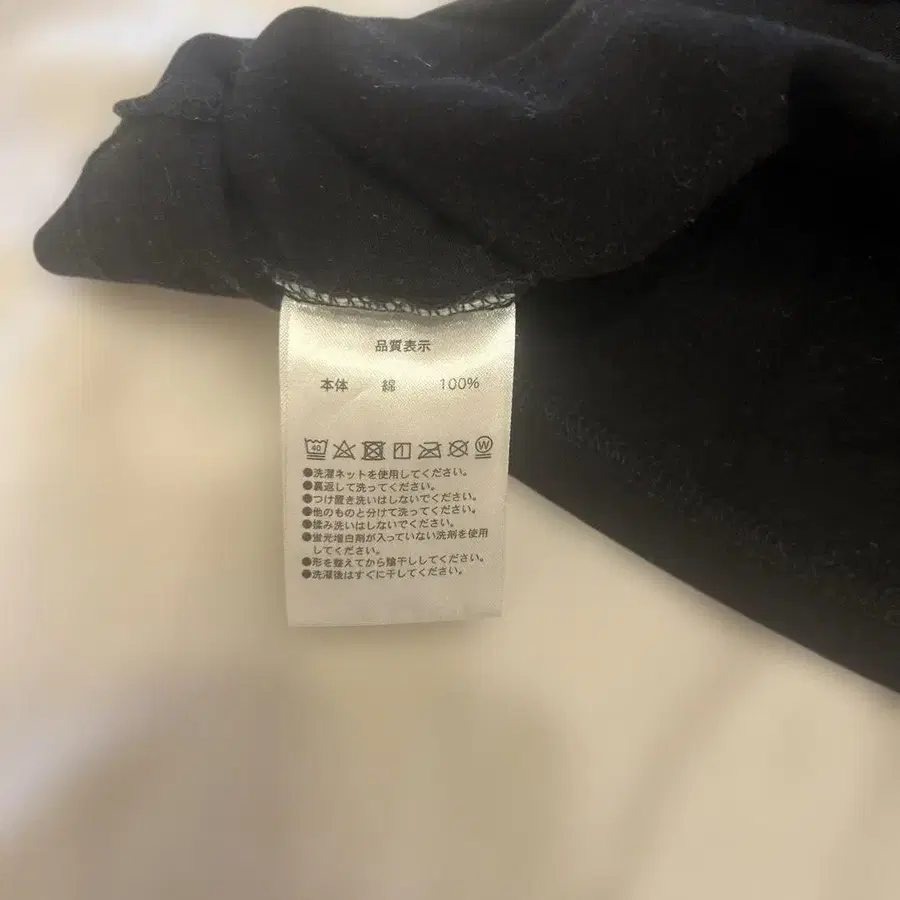 品質表示
本体 綿 100%
40 W
●洗濯ネットを使用してください。
●裏返して洗ってください。
●つけ置き洗いはしないでください。
●他のものと分けて洗ってください。
●揉み洗いはしないでください。
●蛍光増白剤が入っていない洗剤を使用
してください。
●形を整えてから陰干ししてください。
●洗濯後はすぐに干してください。